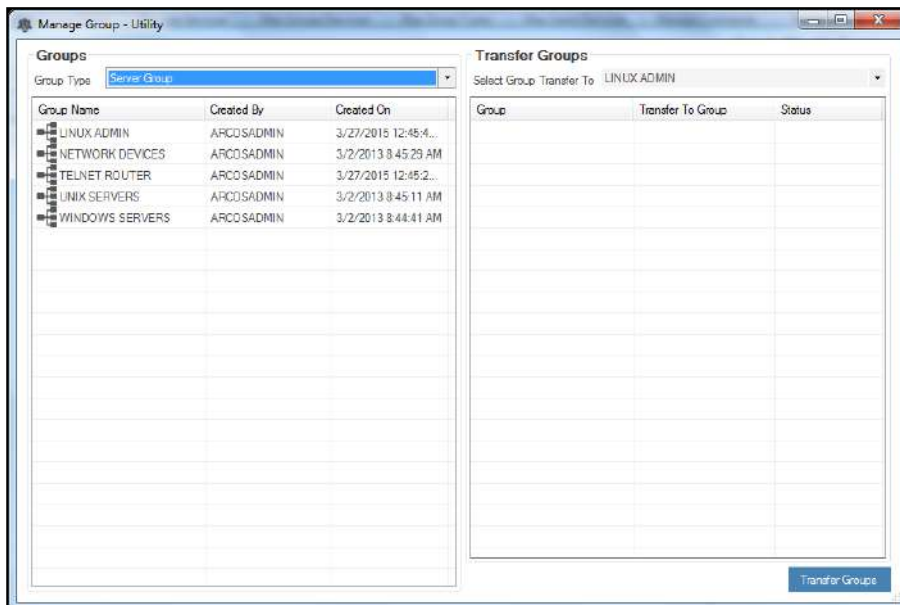 Manage Group - Utility
Groups
Group Type Server Group
Group Name Created By Created On
LINUX ADMIN ARCOSADMIN 3/27/2015 12:45:4...
NETWORK DEVICES ARCOSADMIN 3/2/2013 8:45:29 AM
TELNET ROUTER ARCOSADMIN 3/27/2015 12:45:2...
UNIX SERVERS ARCOSADMIN 3/2/2013 8:45:11 AM
WINDOWS SERVERS ARCOSADMIN 3/2/2013 8:44:41 AM
Transfer Groups
Select Group Transfer To LINUX ADMIN
Group Transfer To Group Status
Transfer Groups